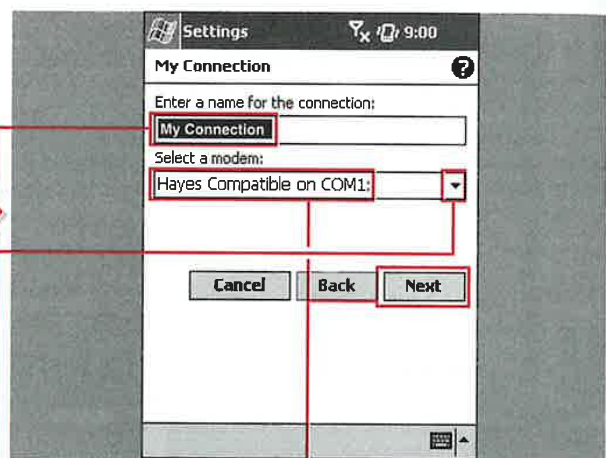 Settings 9:00
My Connection
Enter a name for the connection:
My Connection
Select a modem:
Hayes Compatible on COM1:
Cancel Back Next